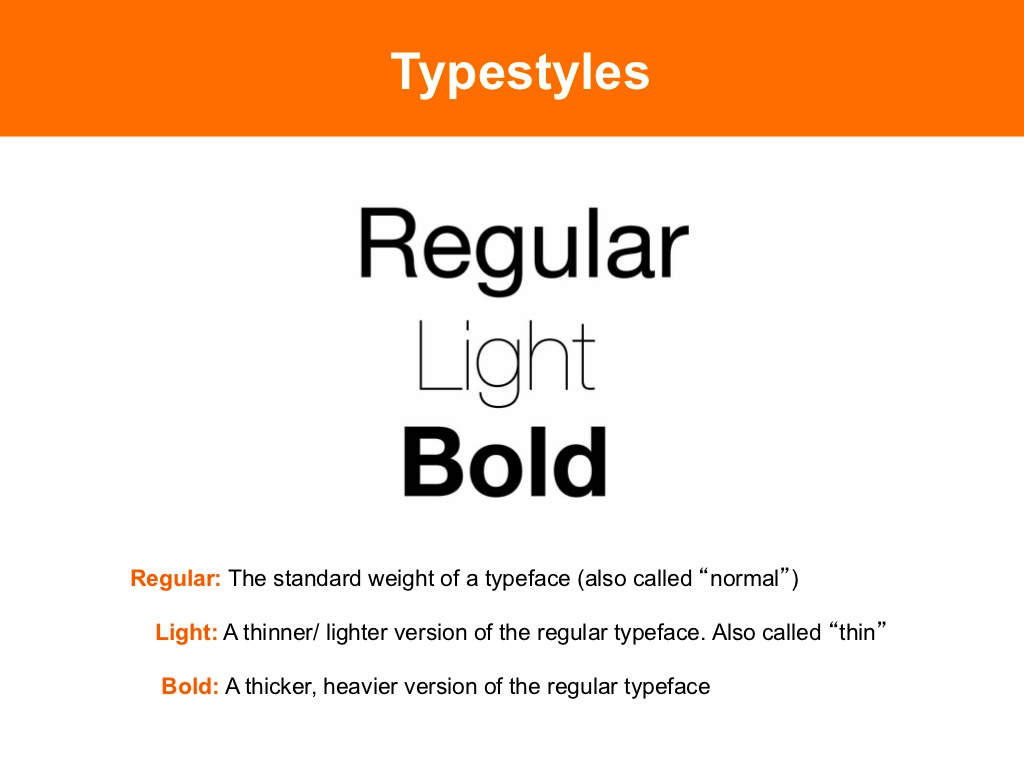 Typestyles
Regular
Light
Bold
Regular: The standard weight of a typeface (also called “normal”)
Light: A thinner/ lighter version of the regular typeface. Also called “thin”
Bold: A thicker, heavier version of the regular typeface